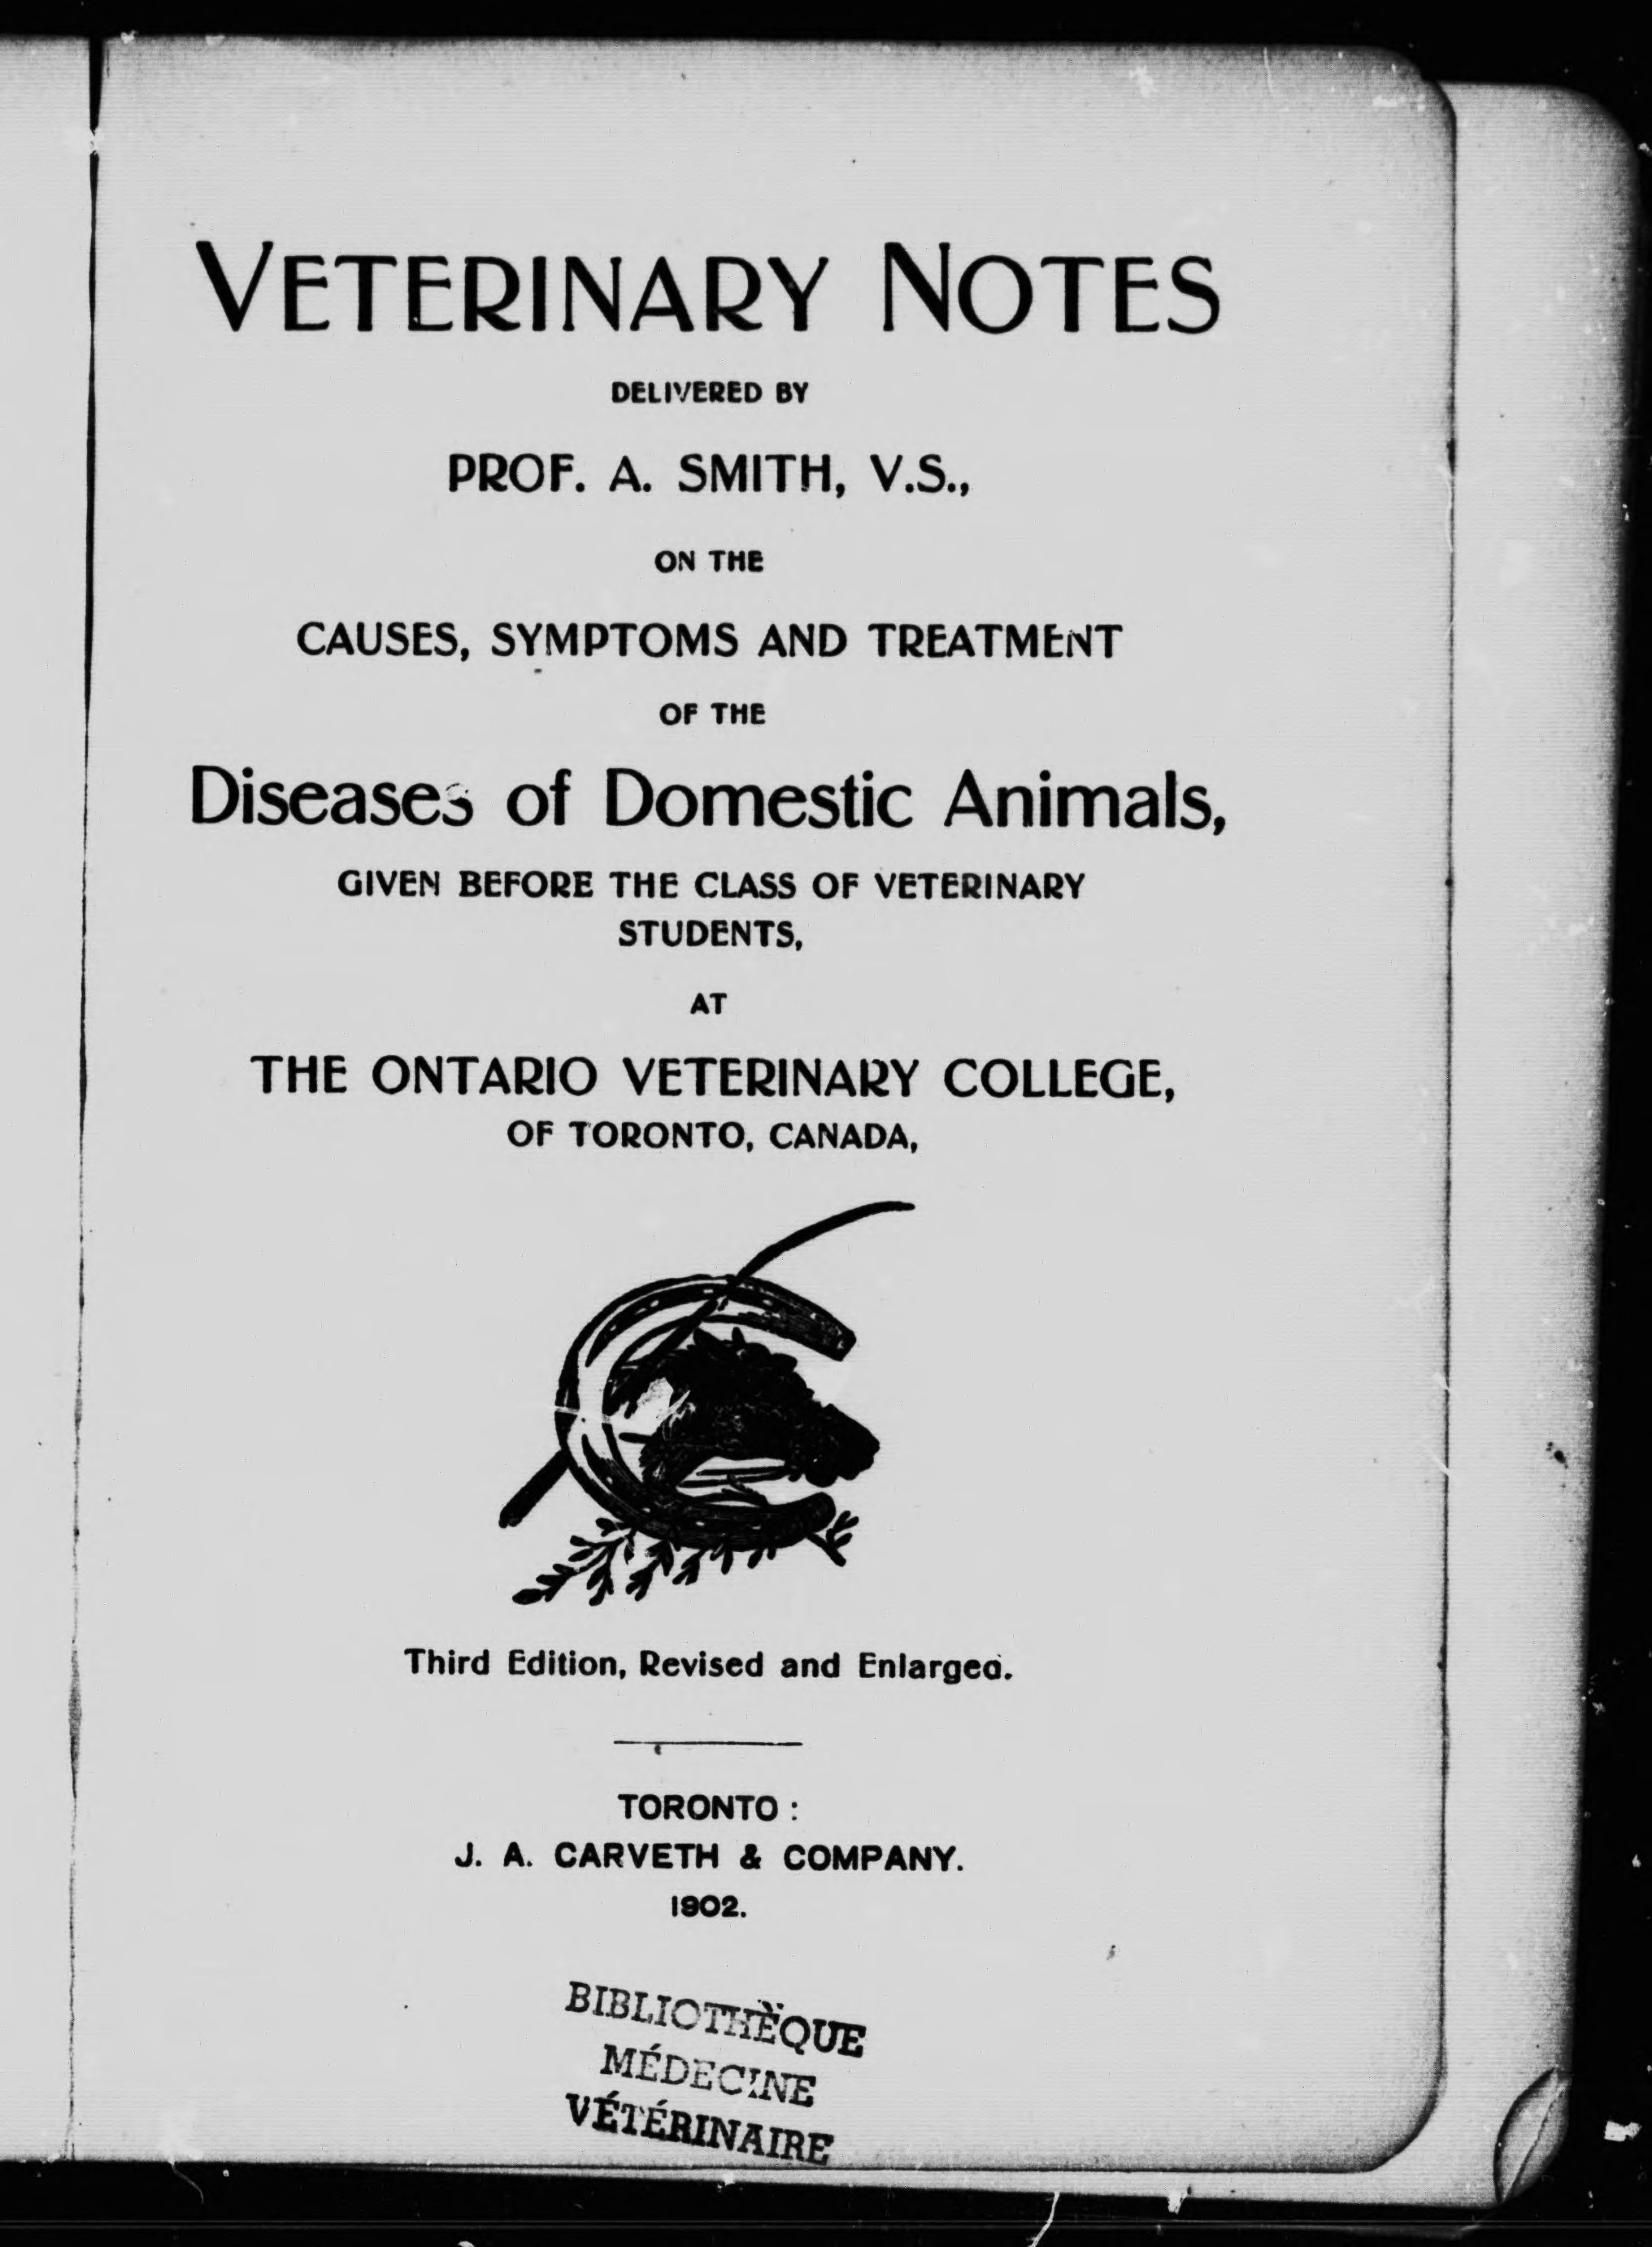 VETERINARY NOTES
DELIVERED BY
PROF. A. SMITH, V.S.,
ON THE
CAUSES, SYMPTOMS AND TREATMENT
OF THE
Diseases of Domestic Animals,
GIVEN BEFORE THE CLASS OF VETERINARY
STUDENTS,
AT
THE ONTARIO VETERINARY COLLEGE,
OF TORONTO, CANADA,
Third Edition, Revised and Enlarged.
TORONTO :
J. A. CARVETH & COMPANY.
1902.
BIBLIOTHÈQUE
MÉDECINE
VÉTÉRINAIRE